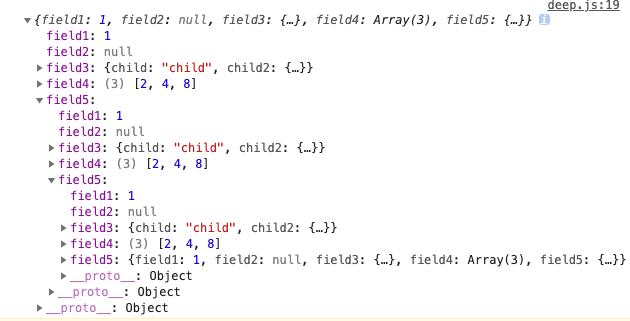 deep.js:19
{field1: 1, field2: null, field3: {…}, field4: Array(3), field5: {…}} i
field1: 1
field2: null
field3: {child: "child", child2: {…}}
field4: (3) [2, 4, 8]
field5:
field1: 1
field2: null
field3: {child: "child", child2: {…}}
field4: (3) [2, 4, 8]
field5:
field1: 1
field2: null
field3: {child: "child", child2: {…}}
field4: (3) [2, 4, 8]
field5: {field1: 1, field2: null, field3: {…}, field4: Array(3), field5: {…}}
__proto__: Object
__proto__: Object
__proto__: Object